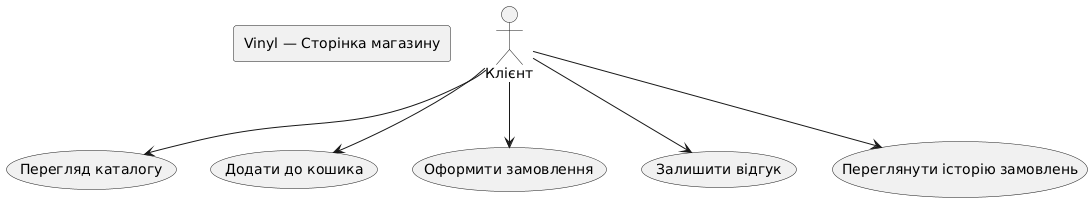 Vinyl — Сторінка магазину
Клієнт
Перегляд каталогу
Додати до кошика
Оформити замовлення
Залишити відгук
Переглянути історію замовлень